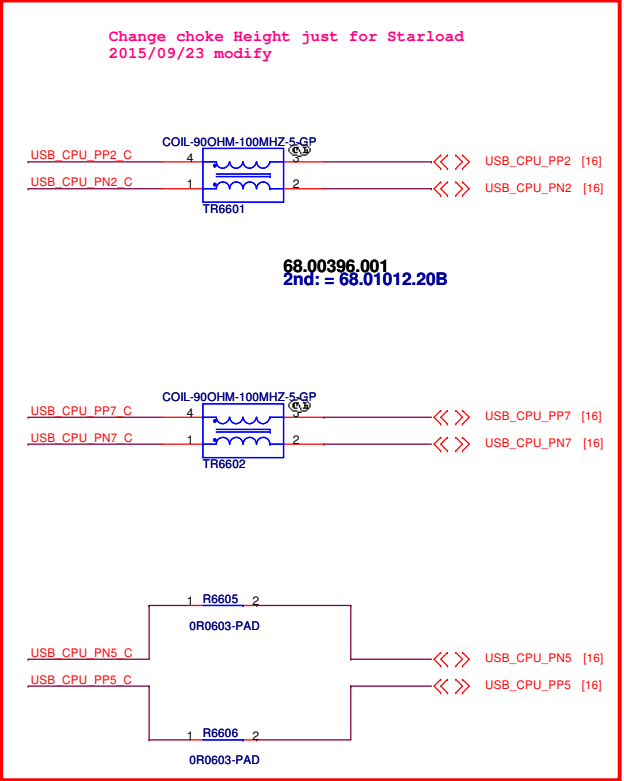 Change choke Height just for Starload
2015/09/23 modify
COIL-90OHM-100MHZ-5-GP
USB_CPU_PP2_C 4 3 USB_CPU_PP2 [16]
USB_CPU_PN2_C 1 2 USB_CPU_PN2 [16]
TR6601
68.00396.001
2nd: = 68.01012.20B
COIL-90OHM-100MHZ-5-GP
USB_CPU_PP7_C 4 3 USB_CPU_PP7 [16]
USB_CPU_PN7_C 1 2 USB_CPU_PN7 [16]
TR6602
1 R6605 2
0R0603-PAD
USB_CPU_PN5_C USB_CPU_PN5 [16]
USB_CPU_PP5_C USB_CPU_PP5 [16]
1 R6606 2
0R0603-PAD